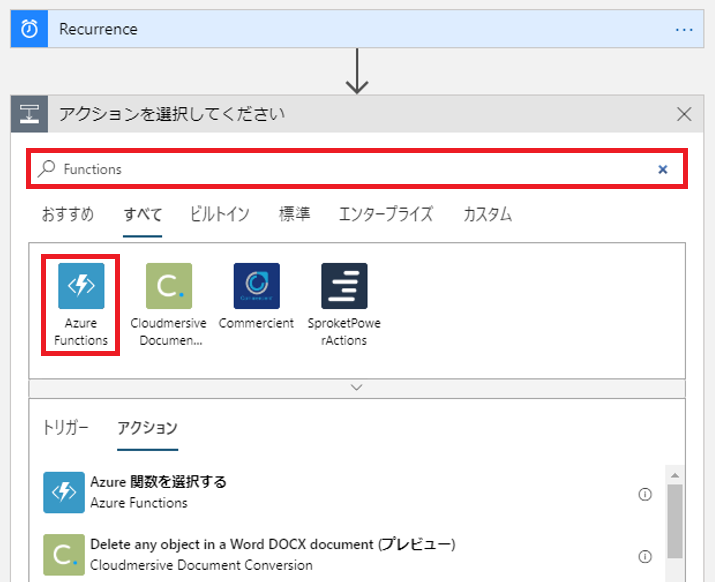 Recurrence
アクションを選択してください
Functions
おすすめ すべて ビルトイン 標準 エンタープライズ カスタム
Azure Functions
Cloudmersive Documen...
Commercient
SproketPowerActions
トリガー アクション
Azure 関数を選択する
Azure Functions
Delete any object in a Word DOCX document (プレビュー)
Cloudmersive Document Conversion